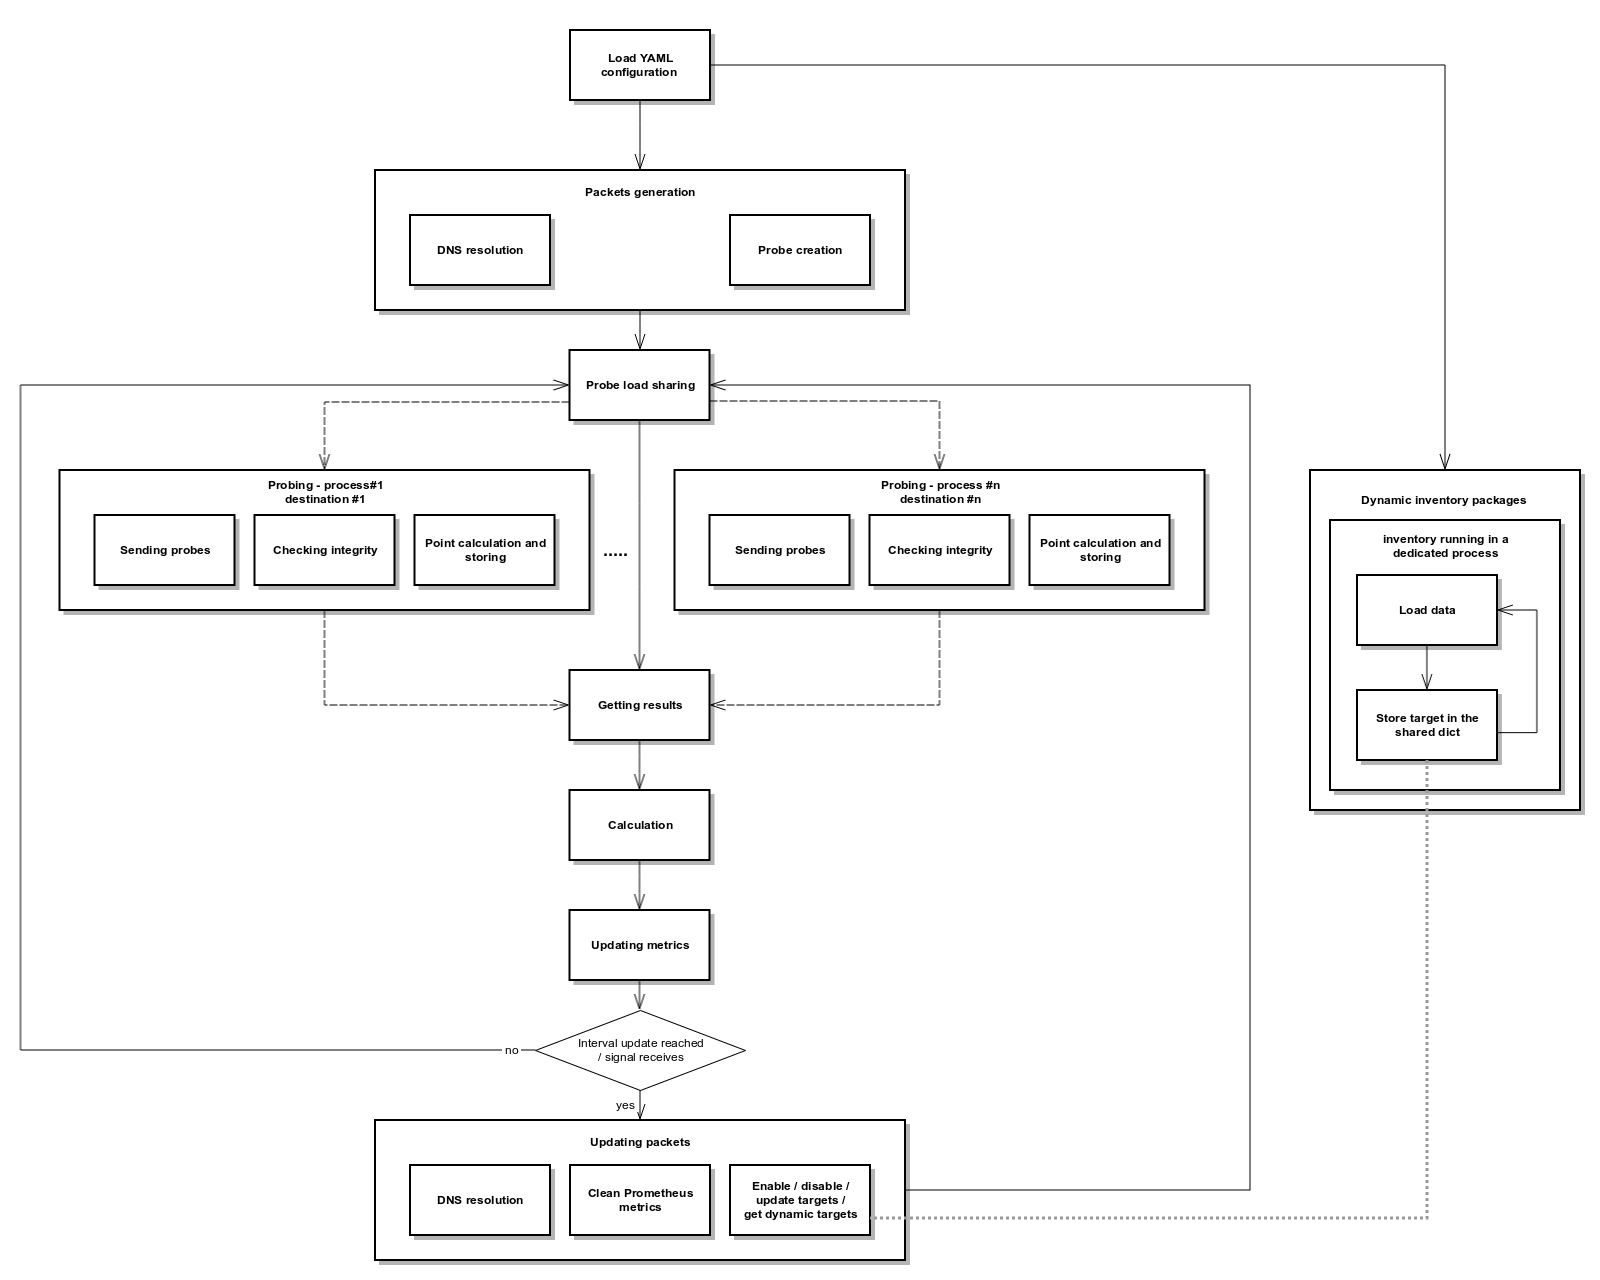 Load YAML
configuration
Packets generation
DNS resolution
Probe creation
Probe load sharing
Probing - process#1
destination #1
Sending probes
Checking integrity
Point calculation and
storing
.....
Probing - process #n
destination #n
Sending probes
Checking integrity
Point calculation and
storing
Dynamic inventory packages
inventory running in a
dedicated process
Load data
Store target in the
shared dict
Getting results
Calculation
Updating metrics
Interval update reached
/ signal receives
no
yes
Updating packets
DNS resolution
Clean Prometheus
metrics
Enable / disable /
update targets /
get dynamic targets